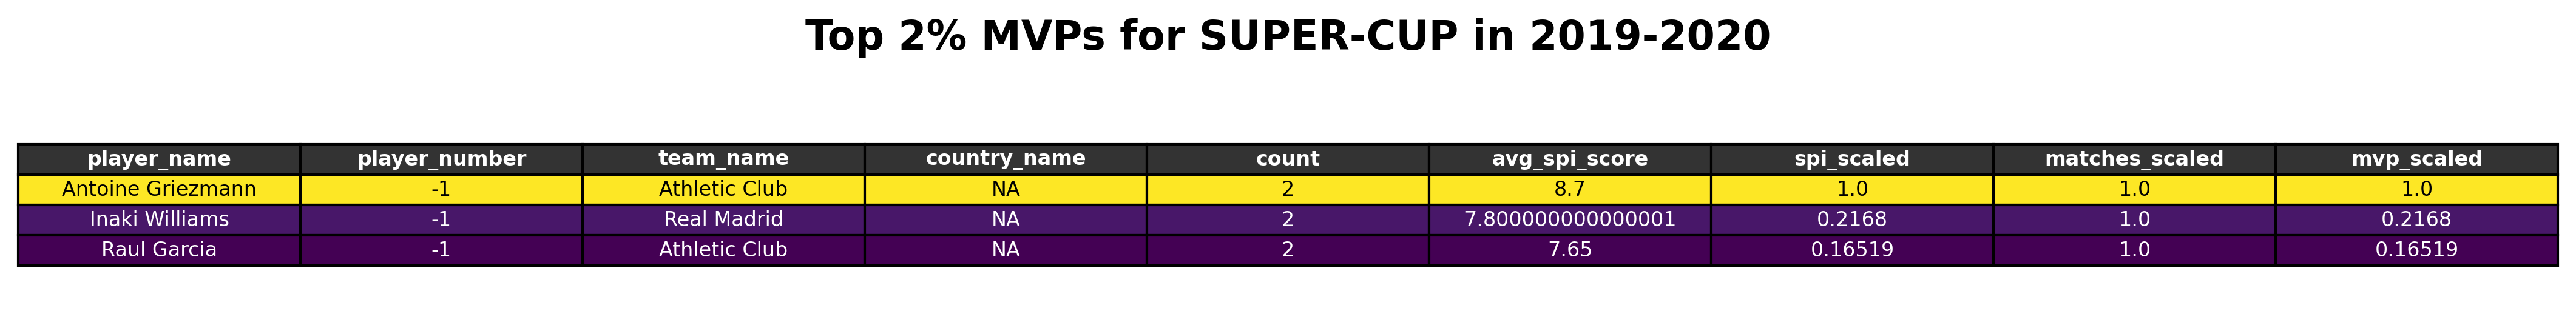 Top 2% MVPs for SUPER-CUP in 2019-2020
player_name player_number team_name country_name count avg_spi_score spi_scaled matches_scaled mvp_scaled
Antoine Griezmann -1 Athletic Club NA 2 8.7 1.0 1.0 1.0
Inaki Williams -1 Real Madrid NA 2 7.800000000000001 0.2168 1.0 0.2168
Raul Garcia -1 Athletic Club NA 2 7.65 0.16519 1.0 0.16519